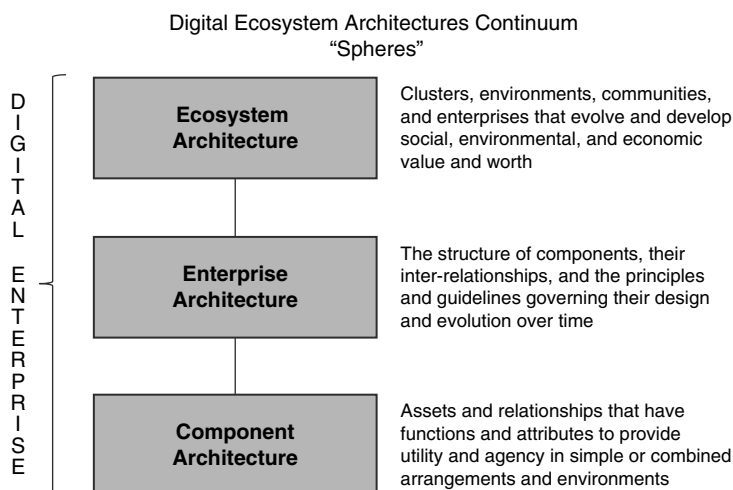 Digital Ecosystem Architectures Continuum
“Spheres”
DIGITAL ENTERPRISE
Ecosystem
Architecture
Clusters, environments, communities,
and enterprises that evolve and develop
social, environmental, and economic
value and worth
Enterprise
Architecture
The structure of components, their
inter-relationships, and the principles
and guidelines governing their design
and evolution over time
Component
Architecture
Assets and relationships that have
functions and attributes to provide
utility and agency in simple or combined
arrangements and environments